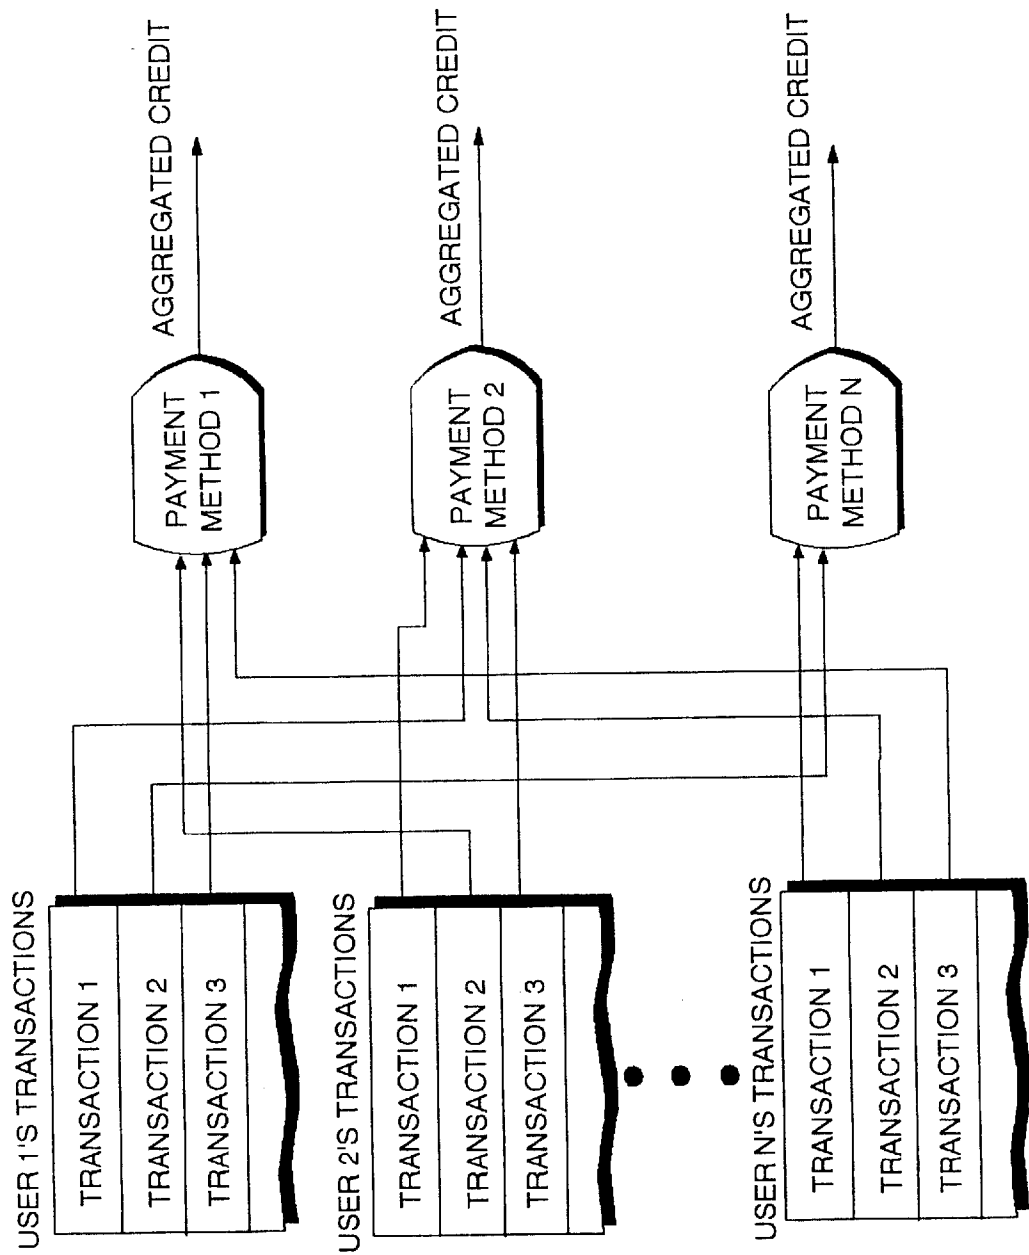 USER 1'S TRANSACTIONS
TRANSACTION 1
TRANSACTION 2
TRANSACTION 3
USER 2'S TRANSACTIONS
TRANSACTION 1
TRANSACTION 2
TRANSACTION 3
USER N'S TRANSACTIONS
TRANSACTION 1
TRANSACTION 2
TRANSACTION 3
PAYMENT
METHOD 1
PAYMENT
METHOD 2
PAYMENT
METHOD N
AGGREGATED CREDIT
AGGREGATED CREDIT
AGGREGATED CREDIT